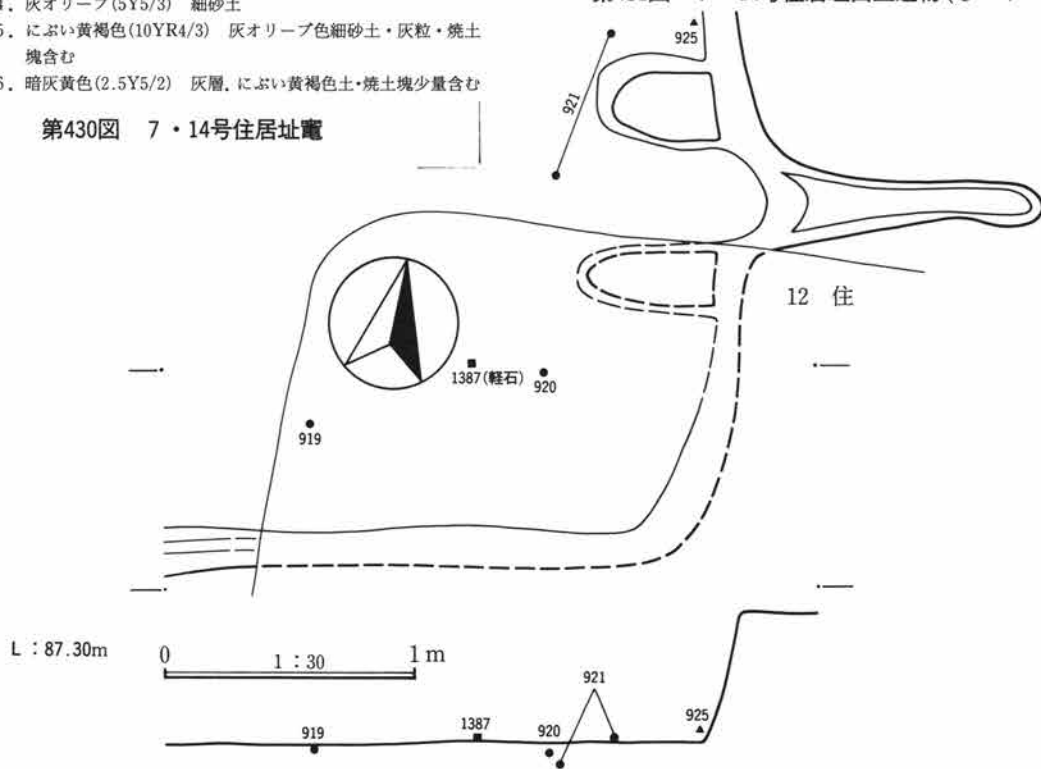 灰オリーブ(5Y5/3) 細砂土
5. にぶい黄褐色(10YR4/3) 灰オリーブ色細砂土・灰粒・焼土
塊含む
6. 暗灰黄色(2.5Y5/2) 灰層、にぶい黄褐色土・焼土塊少量含む
第430図 7・14号住居址竈
925
921
12 住
1387(軽石)
920
919
L:87.30m
0 1:30 1m
921
919 1387 920 925